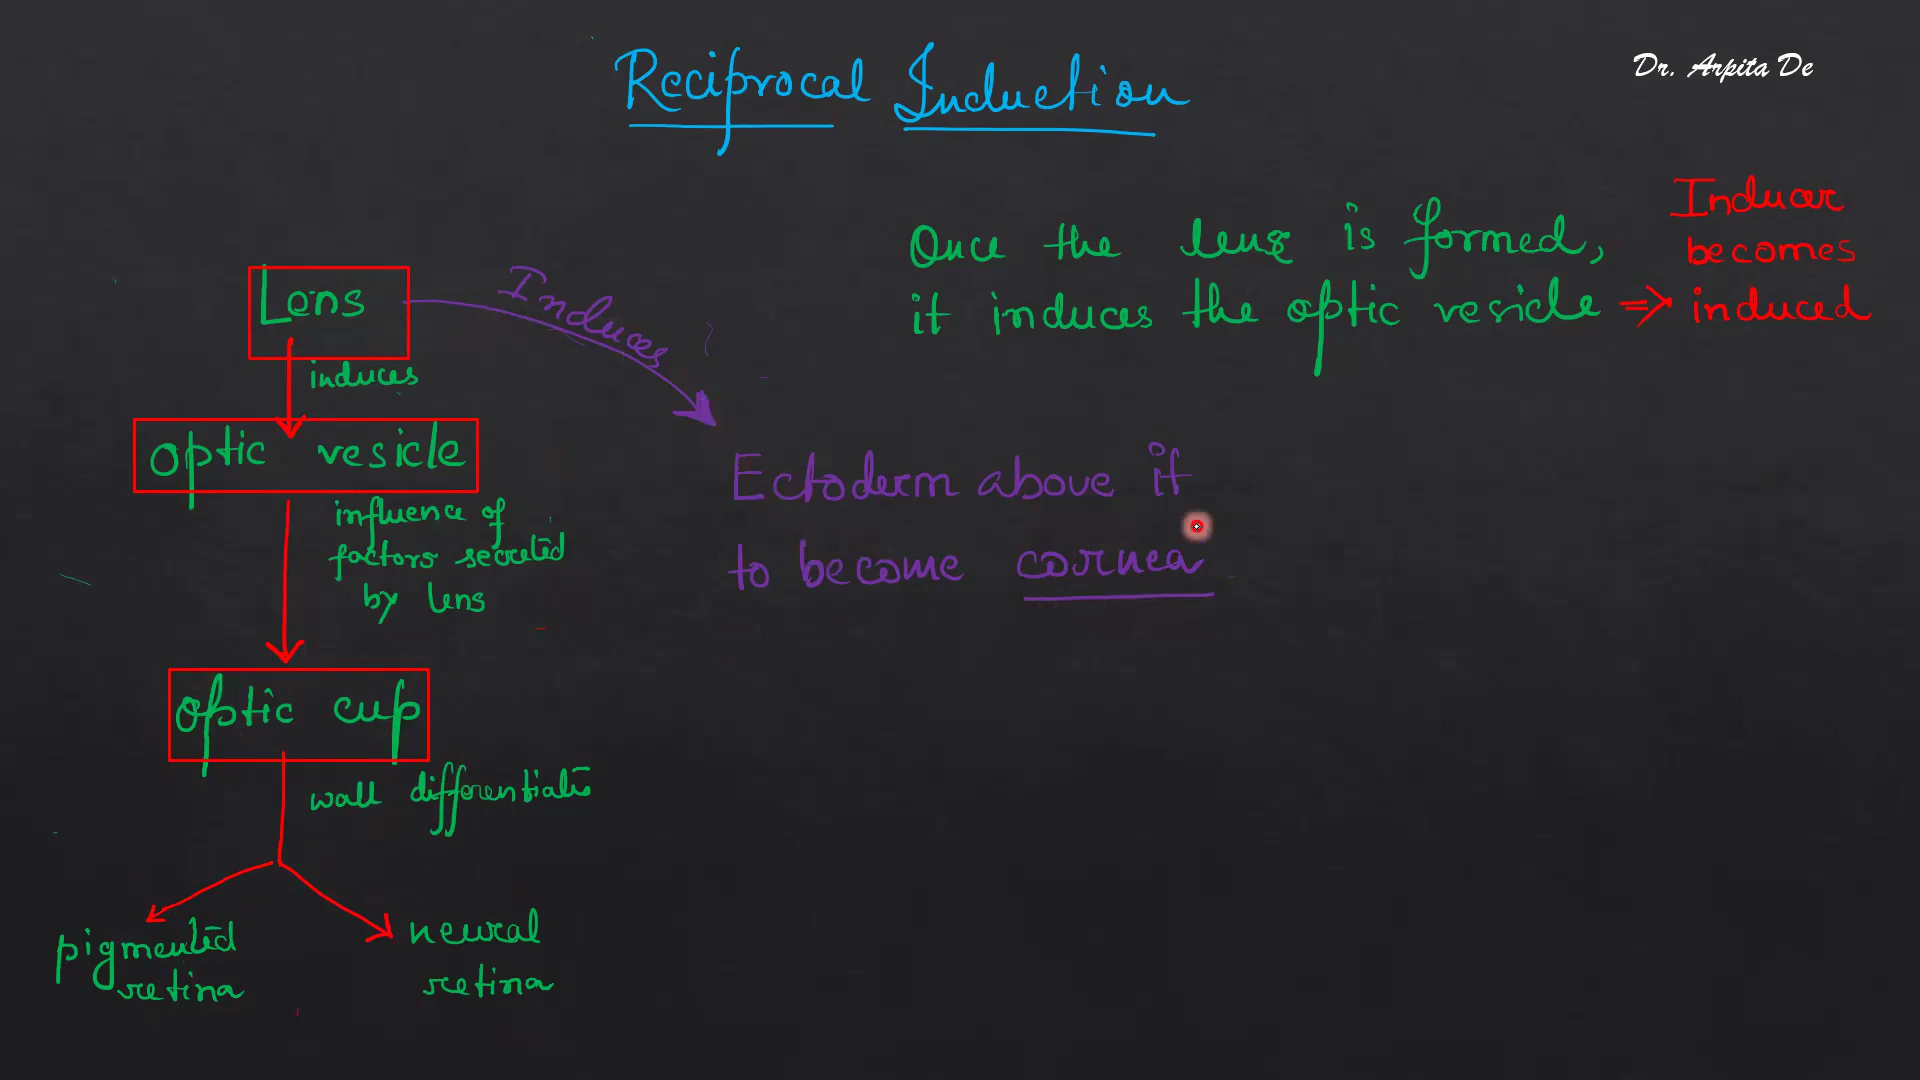 Reciprocal Induction
Dr. Arpita De
Once the lens is formed,
it induces the optic vesicle ⇒
Inducer
becomes
induced
Lens
Induces
induces
optic vesicle
influence of
factors secreted
by lens
Ectoderm above it
to become cornea
optic cup
wall differentiates
pigmented
retina
neural
retina